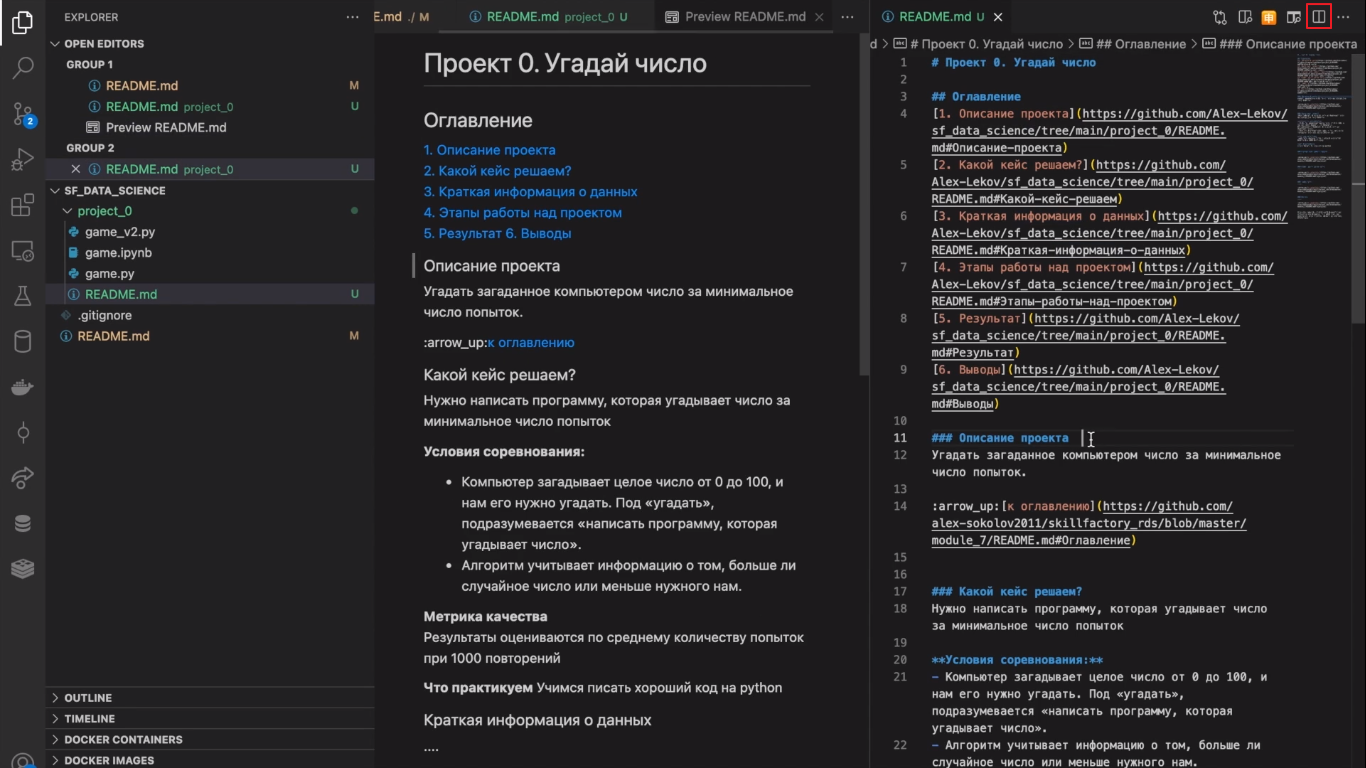 EXPLORER
OPEN EDITORS
GROUP 1
README.md M
README.md project_0 U
Preview README.md
GROUP 2
README.md project_0 U
SF_DATA_SCIENCE
project_0
game_v2.py
game.ipynb
game.py
README.md U
.gitignore
README.md M
OUTLINE
TIMELINE
DOCKER CONTAINERS
DOCKER IMAGES
2
E.md ./ M
README.md project_0 U
Preview README.md
Проект 0. Угадай число
Оглавление
1. Описание проекта
2. Какой кейс решаем?
3. Краткая информация о данных
4. Этапы работы над проектом
5. Результат 6. Выводы
Описание проекта
Угадать загаданное компьютером число за минимальное
число попыток.
:arrow_up:к оглавлению
Какой кейс решаем?
Нужно написать программу, которая угадывает число за
минимальное число попыток
Условия соревнования:
• Компьютер загадывает целое число от 0 до 100, и
нам его нужно угадать. Под «угадать»,
подразумевается «написать программу, которая
угадывает число».
• Алгоритм учитывает информацию о том, больше ли
случайное число или меньше нужного нам.
Метрика качества
Результаты оцениваются по среднему количеству попыток
при 1000 повторений
Что практикуем Учимся писать хороший код на python
Краткая информация о данных
....
README.md U
d > # Проект 0. Угадай число > ## Оглавление > ### Описание проекта
1 # Проект 0. Угадай число
2
3 ## Оглавление
4 [1. Описание проекта](https://github.com/Alex-Lekov/
sf_data_science/tree/main/project_0/README.
md#Описание-проекта)
5 [2. Какой кейс решаем?](https://github.com/
Alex-Lekov/sf_data_science/tree/main/project_0/
README.md#Какой-кейс-решаем)
6 [3. Краткая информация о данных](https://github.com/
Alex-Lekov/sf_data_science/tree/main/project_0/
README.md#Краткая-информация-о-данных)
7 [4. Этапы работы над проектом](https://github.com/
Alex-Lekov/sf_data_science/tree/main/project_0/
README.md#Этапы-работы-над-проектом)
8 [5. Результат](https://github.com/Alex-Lekov/
sf_data_science/tree/main/project_0/README.
md#Результат)
9 [6. Выводы](https://github.com/Alex-Lekov/
sf_data_science/tree/main/project_0/README.
md#Выводы)
10
11 ### Описание проекта
12 Угадать загаданное компьютером число за минимальное
число попыток.
13
14 :arrow_up:[к оглавлению](https://github.com/
alex-sokolov2011/skillfactory_rds/blob/master/
module_7/README.md#Оглавление)
15
16
17 ### Какой кейс решаем?
18 Нужно написать программу, которая угадывает число
за минимальное число попыток
19
20 **Условия соревнования:**
21 - Компьютер загадывает целое число от 0 до 100, и
нам его нужно угадать. Под «угадать»,
подразумевается «написать программу, которая
угадывает число».
22 - Алгоритм учитывает информацию о том, больше ли
случайное число или меньше нужного нам.